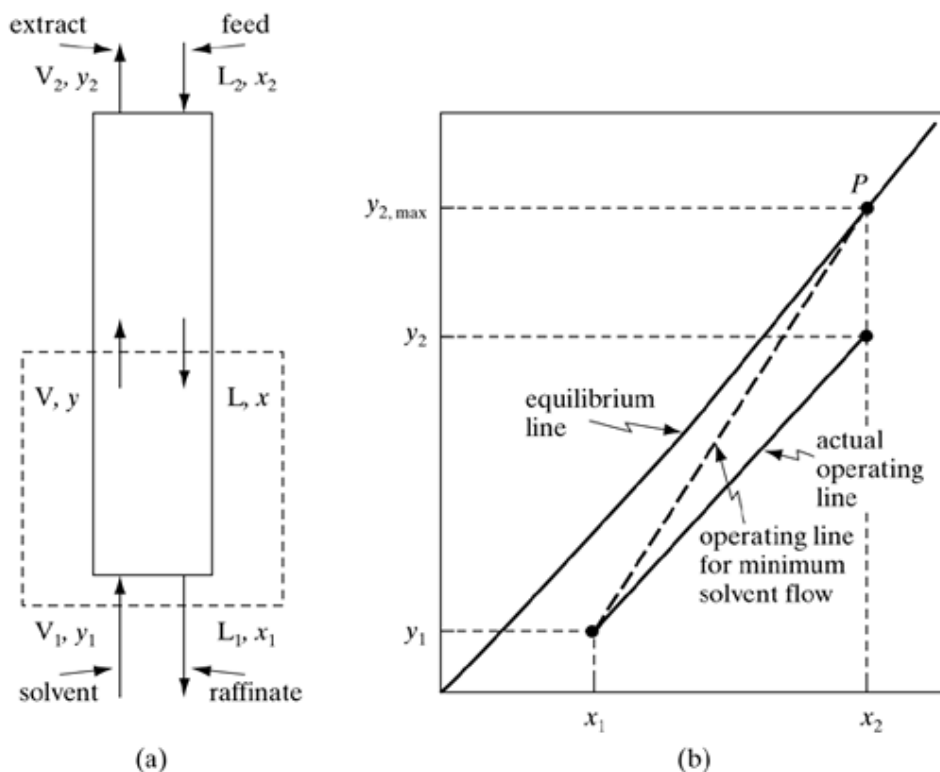 extract
feed
V₂, y₂
L₂, x₂
V, y
L, x
V₁, y₁
L₁, x₁
solvent
raffinate
(a)
P
y₂, max
y₂
equilibrium
line
actual
operating
line
operating line
for minimum
solvent flow
y₁
x₁
x₂
(b)